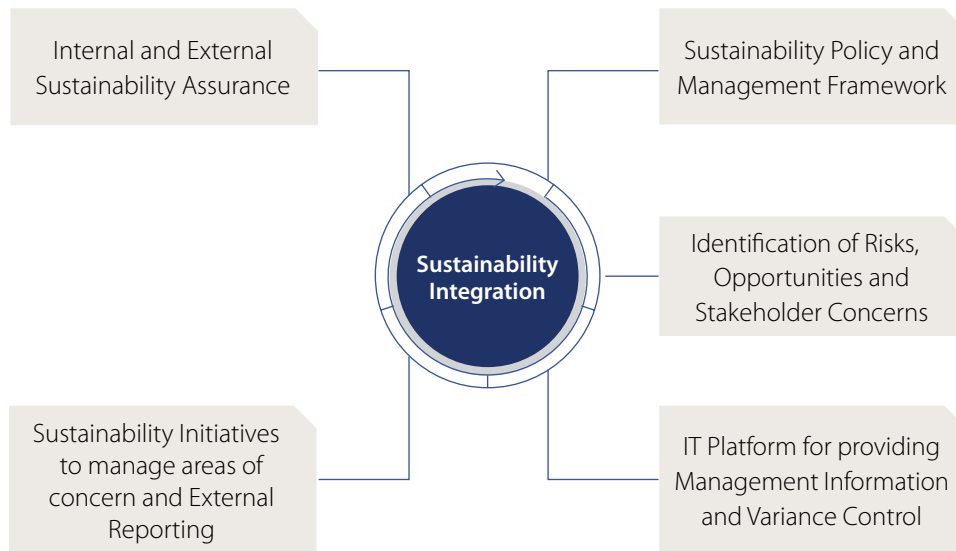 Internal and External
Sustainability Assurance
Sustainability Policy and
Management Framework
Sustainability
Integration
Identification of Risks,
Opportunities and
Stakeholder Concerns
Sustainability Initiatives
to manage areas of
concern and External
Reporting
IT Platform for providing
Management Information
and Variance Control